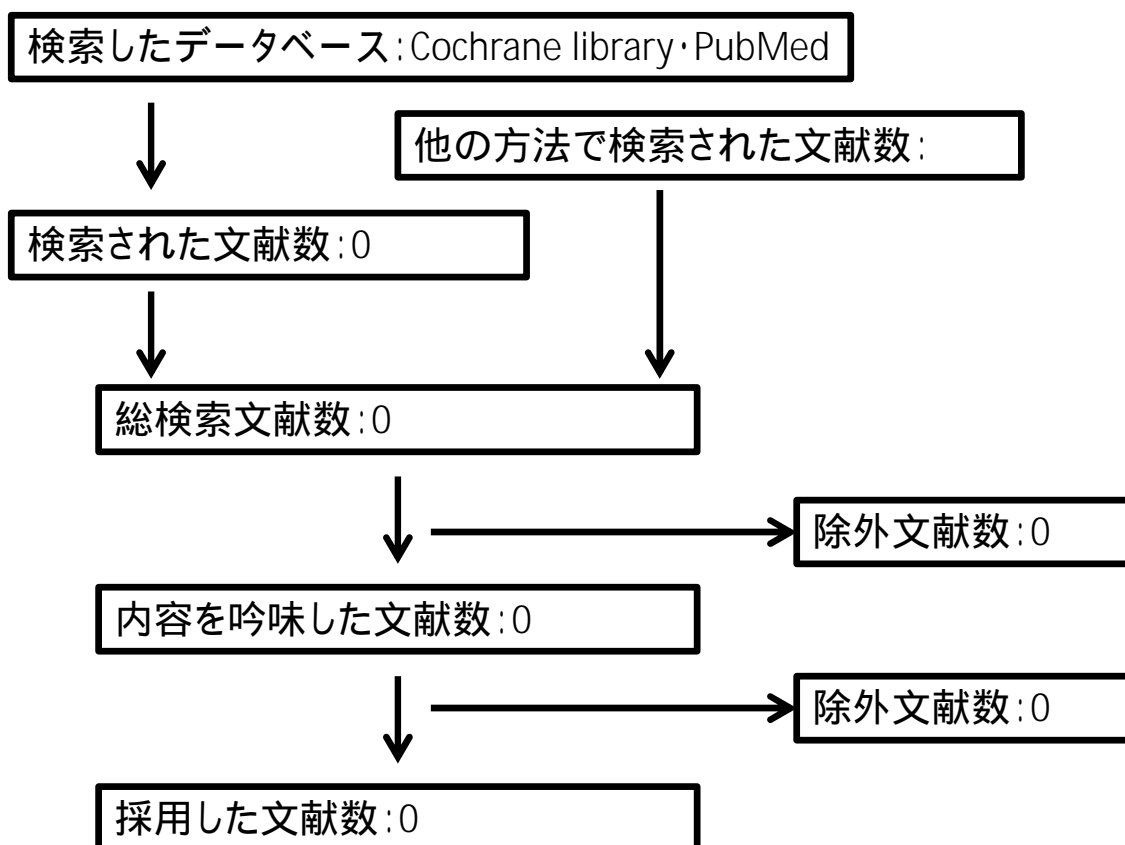 検索したデータベース:Cochrane library・PubMed
他の方法で検索された文献数:
検索された文献数:0
総検索文献数:0
除外文献数:0
内容を吟味した文献数:0
除外文献数:0
採用した文献数:0